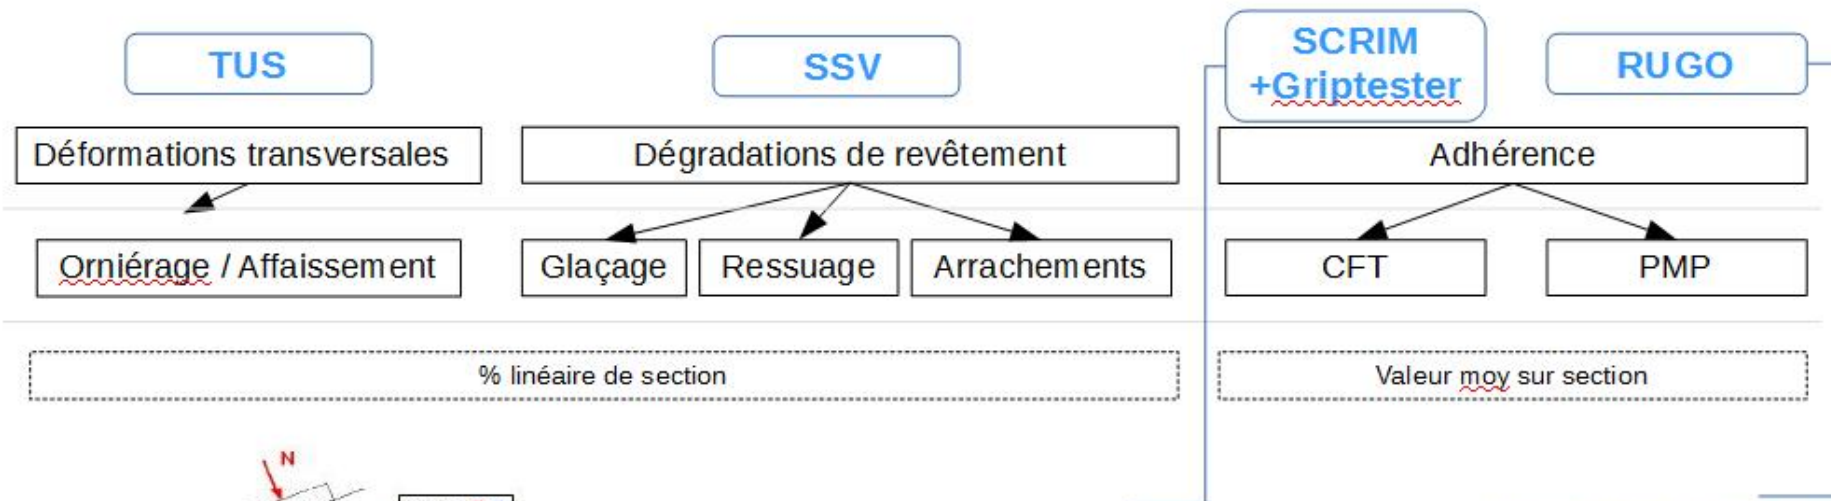 TUS
SSV
SCRIM
+Griptester
RUGO
Déformations transversales
Dégradations de revêtement
Adhérence
Orniérage / Affaissement
Glaçage
Ressuage
Arrachements
CFT
PMP
% linéaire de section
Valeur moy sur section
N